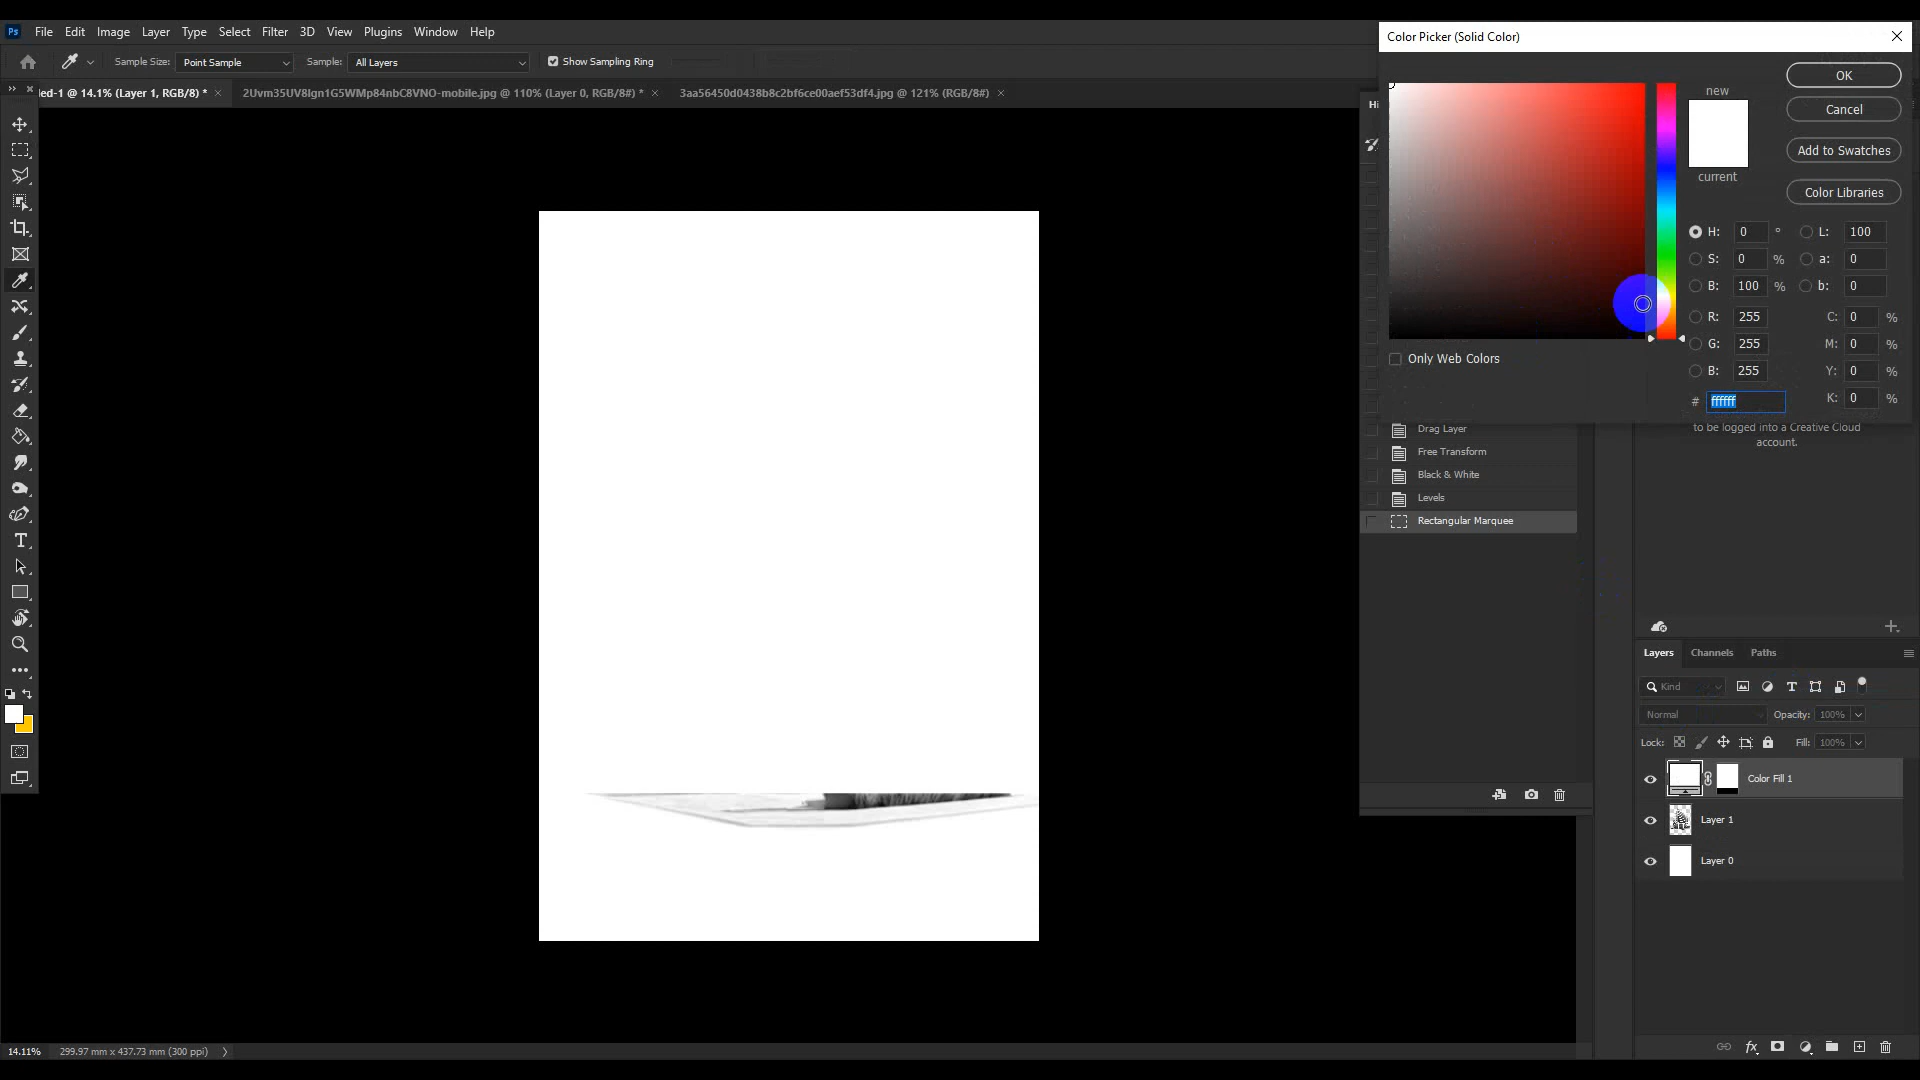 Ps File Edit Image Layer Type Select Filter 3D View Plugins Window Help
Color Picker (Solid Color)
Sample Size: Point Sample Sample: All Layers Show Sampling Ring
led-1 @ 14.1% (Layer 1, RGB/8) * 2Uvm35UV8Ign1G5WMp84nbC8VNO-mobile.jpg @ 110% (Layer 0, RGB/8#) * 3aa56450d0438b8c2bf6ce00aef53df4.jpg @ 121% (RGB/8#)
Hi
new
current
OK
Cancel
Add to Swatches
Color Libraries
H: 0 ° L: 100
S: 0 % a: 0
B: 100 % b: 0
R: 255 C: 0 %
G: 255 M: 0 %
B: 255 Y: 0 %
# ffffff K: 0 %
Only Web Colors
to be logged into a Creative Cloud
account.
Drag Layer
Free Transform
Black & White
Levels
Rectangular Marquee
Layers Channels Paths
Kind
Normal Opacity: 100%
Lock: Fill: 100%
Color Fill 1
Layer 1
Layer 0
14.11% 299.97 mm x 437.73 mm (300 ppi)